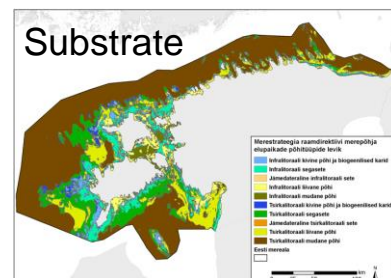 Substrate
Merestrateegia raamdirektiivi merepõhja
elupaikade põhitüüpide levik
Infralitoraali kivine põhi ja biogeenilised karid
Infralitoraali segasete
Jämedateraline infralitoraali sete
Infralitoraali liivane põhi
Infralitoraali mudane põhi
Tsirkalitoraali kivine põhi ja biogeenilised karid
Tsirkalitoraali segasete
Jämedateraline tsirkalitoraali sete
Tsirkalitoraali liivane põhi
Tsirkalitoraali mudane põhi
Eesti mereala